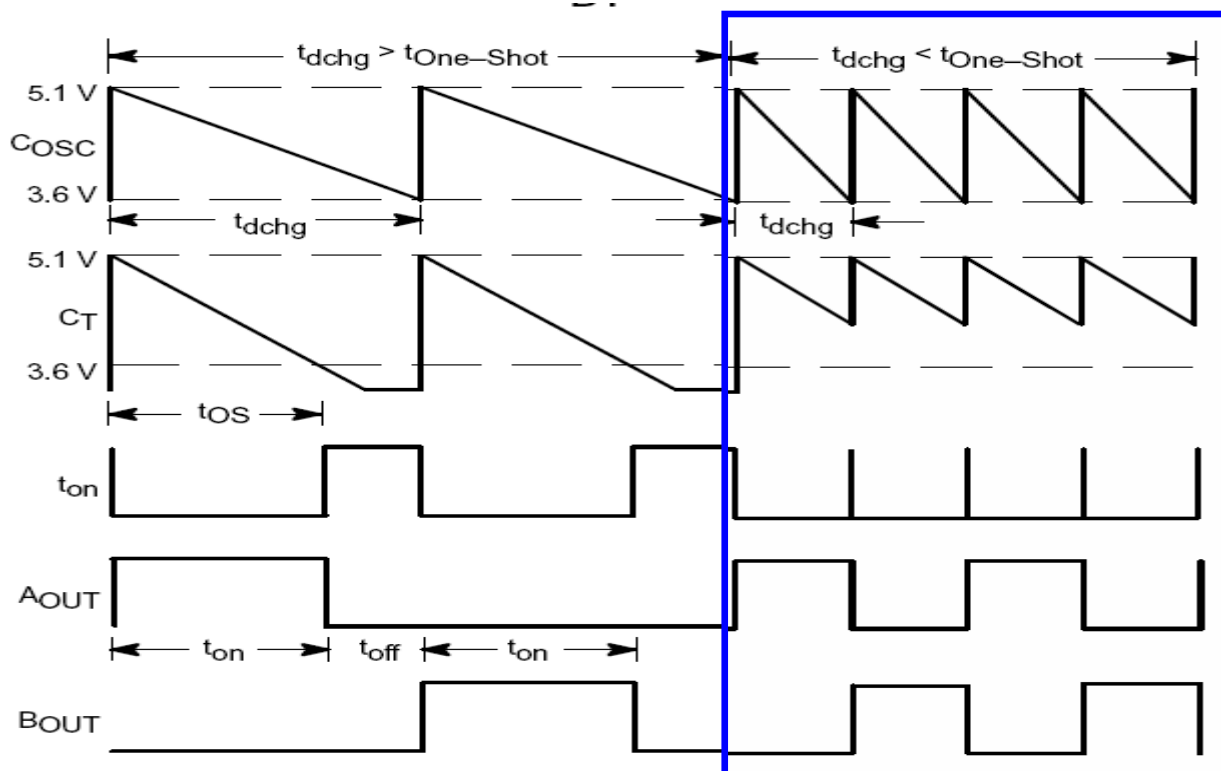 tdchg > tOne–Shot
tdchg < tOne–Shot
5.1 V
COSC
3.6 V
tdchg
tdchg
5.1 V
CT
3.6 V
tOS
ton
AOUT
ton
toff
ton
BOUT